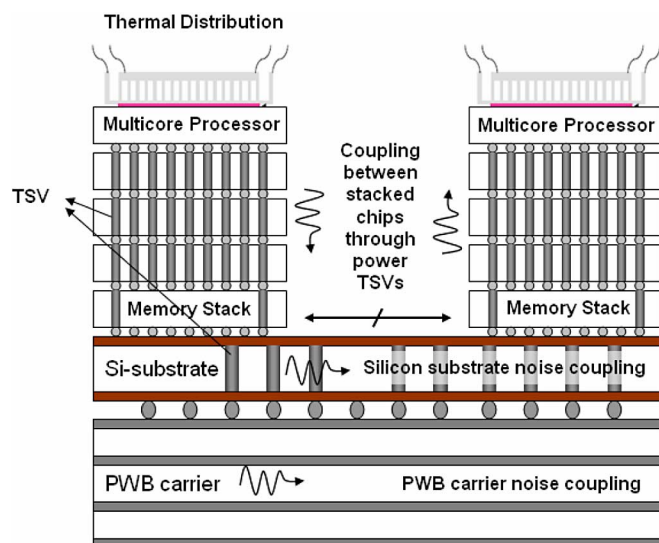 Thermal Distribution
Multicore Processor
Multicore Processor
TSV
Coupling
between
stacked
chips
through
power
TSVs
Memory Stack
Memory Stack
Si-substrate
Silicon substrate noise coupling
PWB carrier
PWB carrier noise coupling